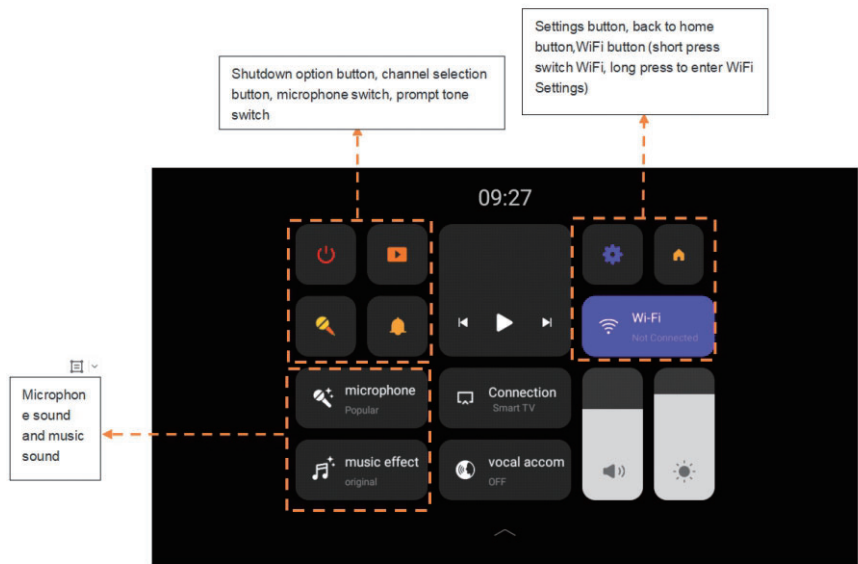 Settings button, back to home
button,WiFi button (short press
switch WiFi, long press to enter WiFi
Settings)
Shutdown option button, channel selection
button, microphone switch, prompt tone
switch
09:27
Wi-Fi
Not Connected
Microphon
e sound
and music
sound
microphone
Popular
Connection
Smart TV
music effect
original
vocal accom
OFF